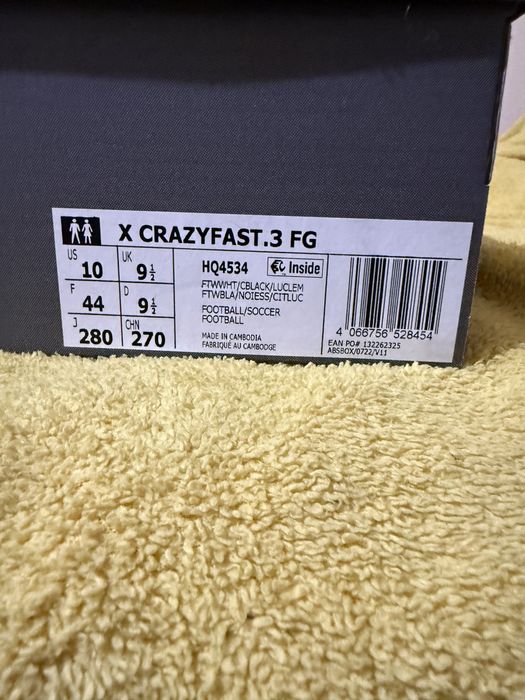 X CRAZYFAST.3 FG
US 10 UK 9½
F 44 D 9½
J 280 CHN 270
HQ4534 Inside
FTWWHT/CBLACK/LUCLEM
FTWBLA/NOIESS/CITLUC
FOOTBALL/SOCCER
FOOTBALL
MADE IN CAMBODIA
FABRIQUÉ AU CAMBODGE
4 066756 528454
EAN PO# 132262325
ABSBOX/0722/V11